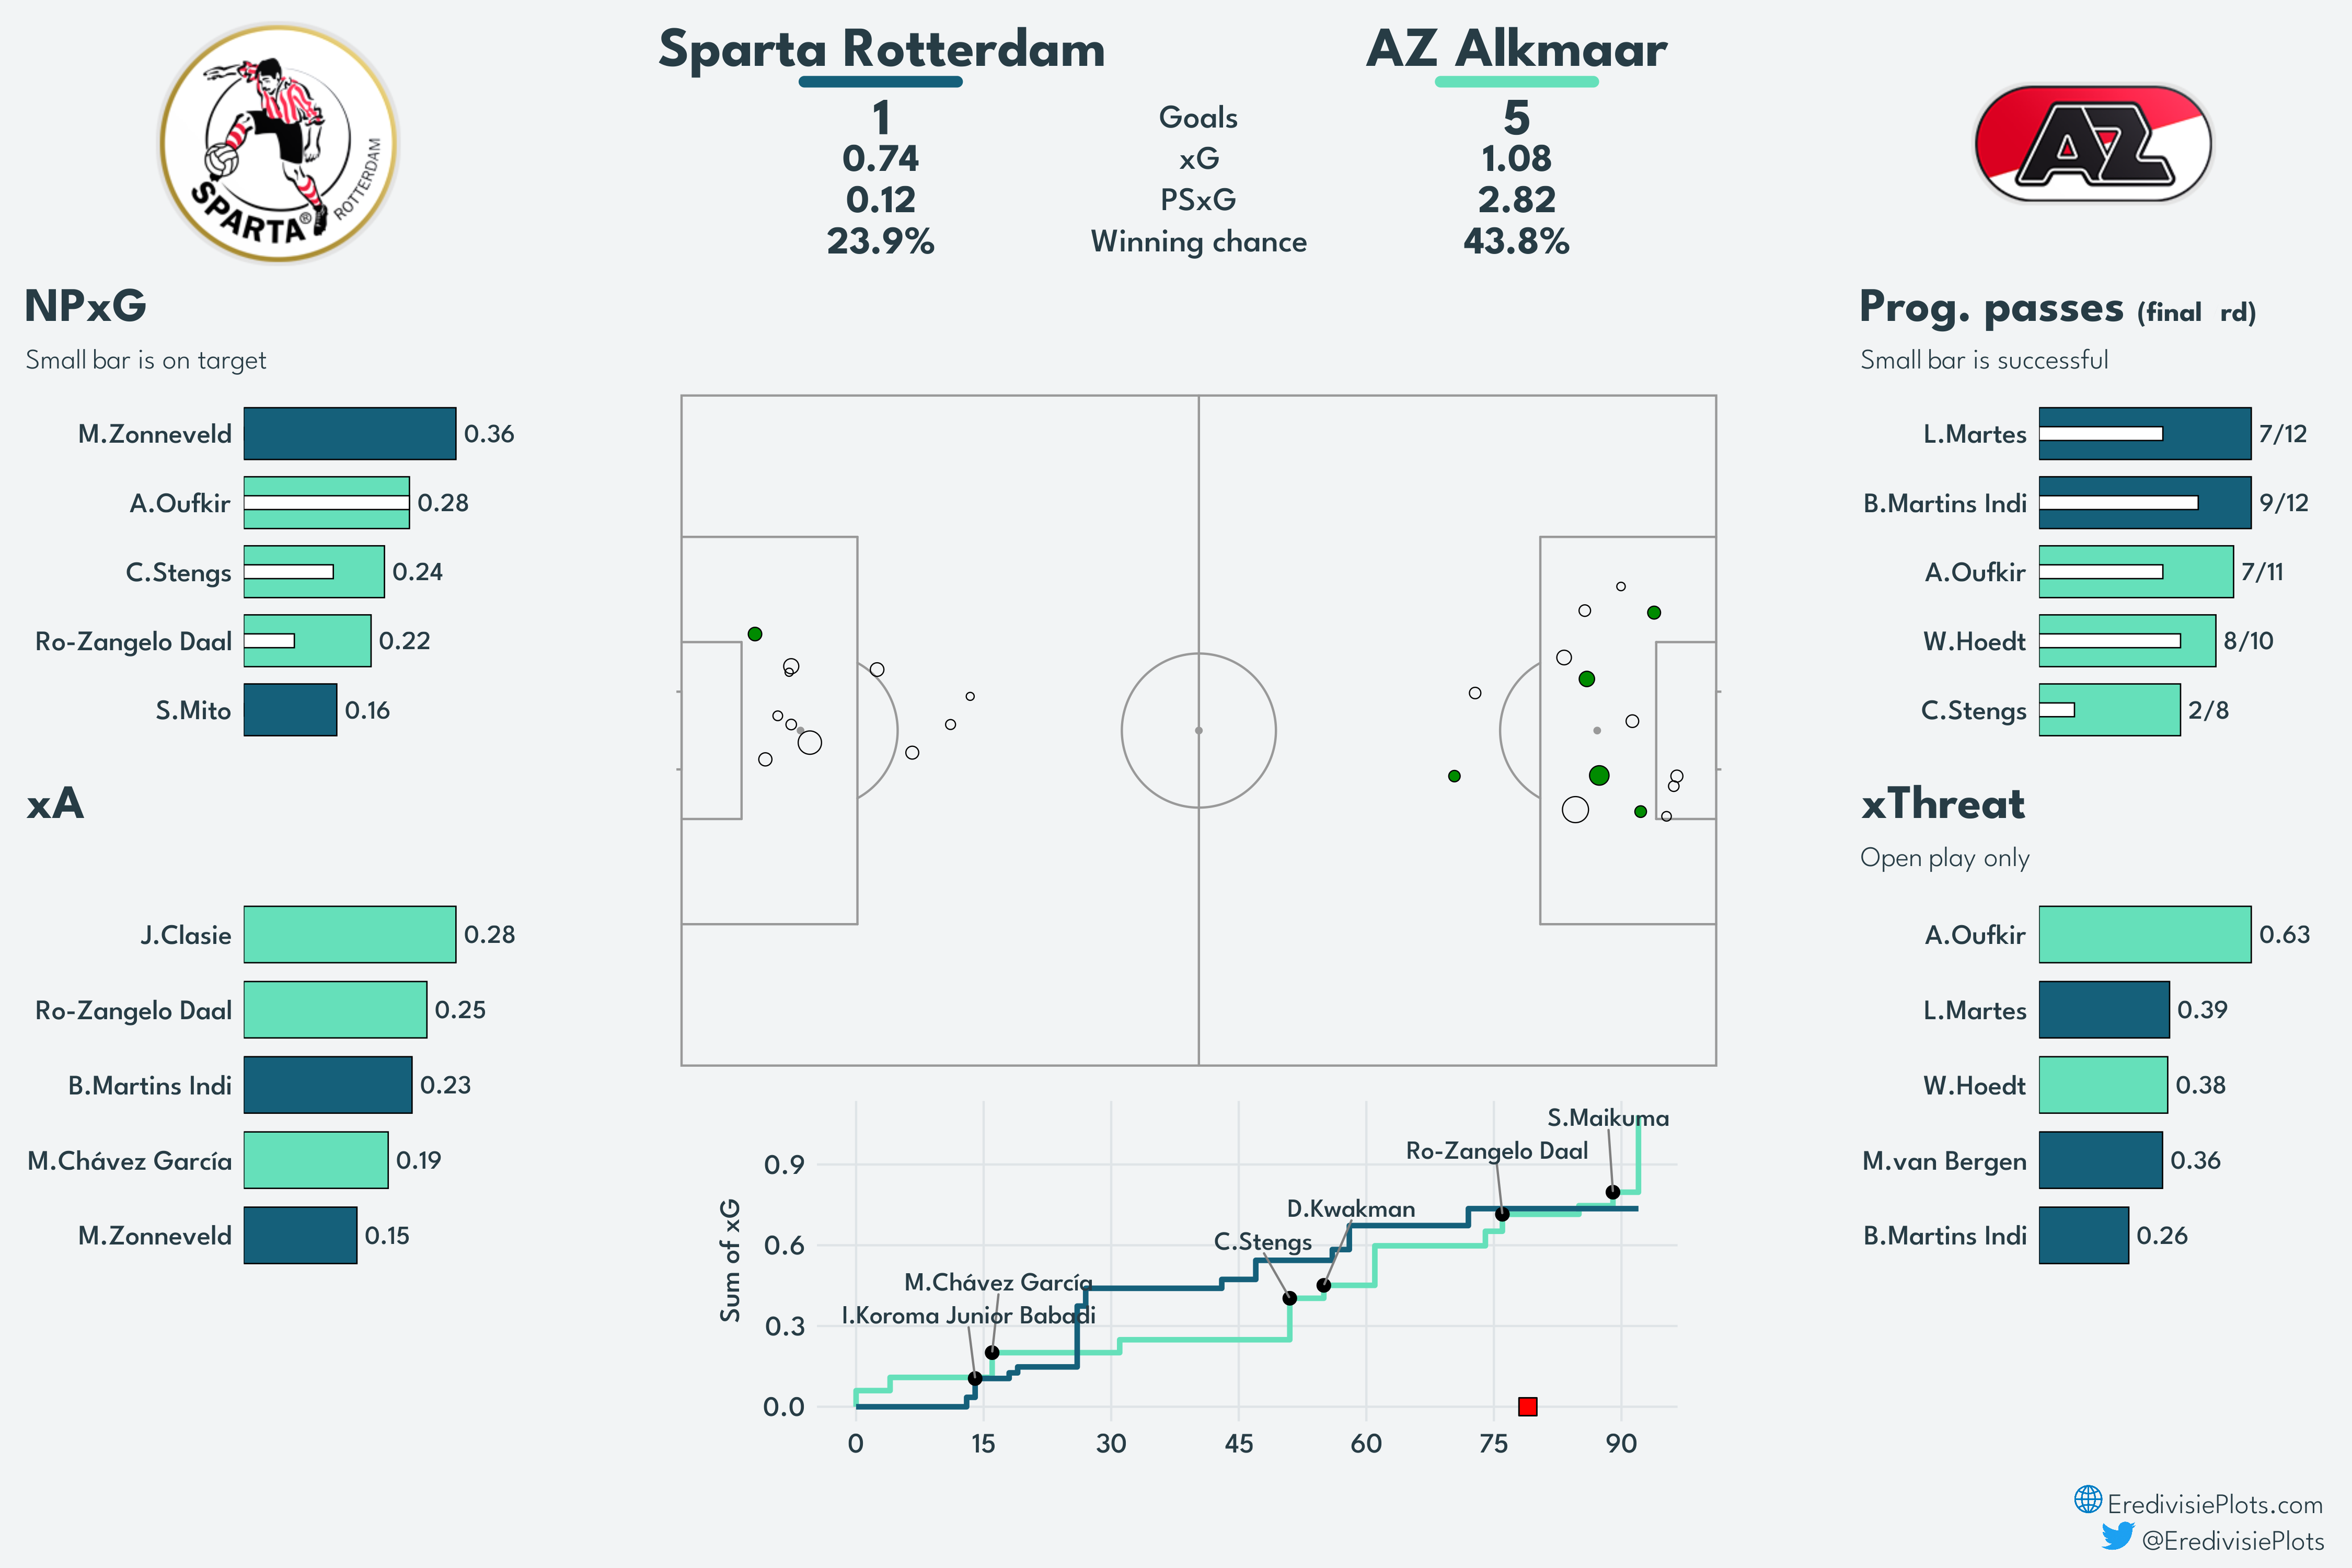 Sparta Rotterdam
AZ Alkmaar
1 Goals 5
0.74 xG 1.08
0.12 PSxG 2.82
23.9% Winning chance 43.8%
SPARTA®
ROTTERDAM
AZ
NPxG
Small bar is on target
M.Zonneveld 0.36
A.Oufkir 0.28
C.Stengs 0.24
Ro-Zangelo Daal 0.22
S.Mito 0.16
xA
J.Clasie 0.28
Ro-Zangelo Daal 0.25
B.Martins Indi 0.23
M.Chávez García 0.19
M.Zonneveld 0.15
Sum of xG
0.9
0.6
0.3
0.0
0 15 30 45 60 75 90
S.Maikuma
Ro-Zangelo Daal
D.Kwakman
C.Stengs
M.Chávez García
I.Koroma Junior Babadi
Prog. passes (final rd)
Small bar is successful
L.Martes 7/12
B.Martins Indi 9/12
A.Oufkir 7/11
W.Hoedt 8/10
C.Stengs 2/8
xThreat
Open play only
A.Oufkir 0.63
L.Martes 0.39
W.Hoedt 0.38
M.van Bergen 0.36
B.Martins Indi 0.26
EredivisiePlots.com
@EredivisiePlots